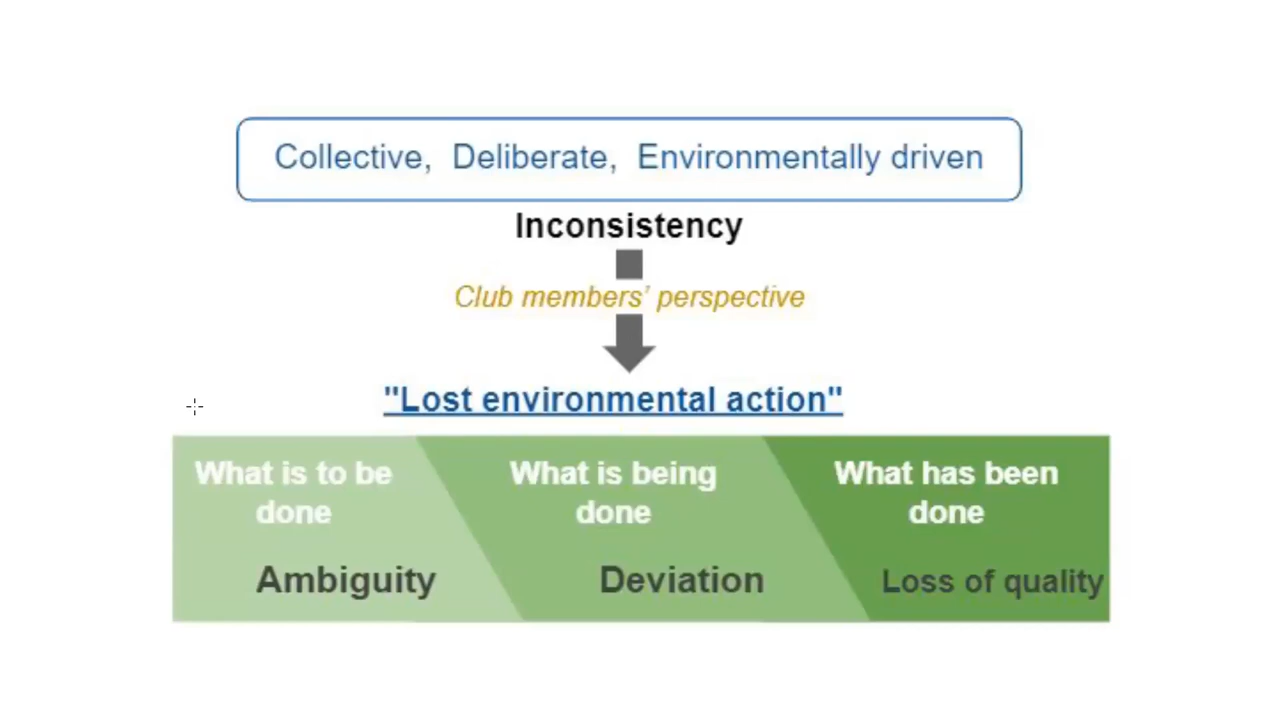 Collective, Deliberate, Environmentally driven
Inconsistency
Club members' perspective
"Lost environmental action"
What is to be
done
Ambiguity
What is being
done
Deviation
What has been
done
Loss of quality